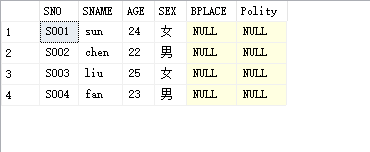 SNO SNAME AGE SEX BPLACE Polity
1 S001 sun 24 女 NULL NULL
2 S002 chen 22 男 NULL NULL
3 S003 liu 25 女 NULL NULL
4 S004 fan 23 男 NULL NULL